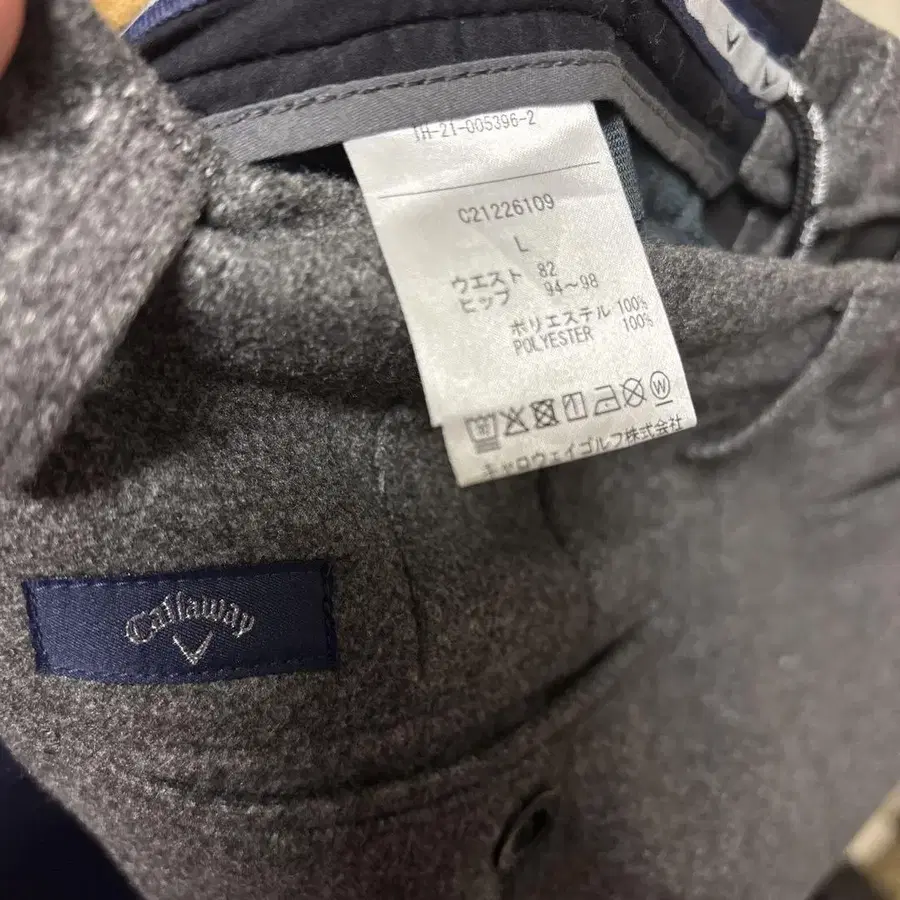 TH-21-005396-2
C21226109
L
ウエスト 82
ヒップ 94～98
ポリエステル 100%
POLYESTER 100%
W
キャロウェイゴルフ株式会社
Callaway